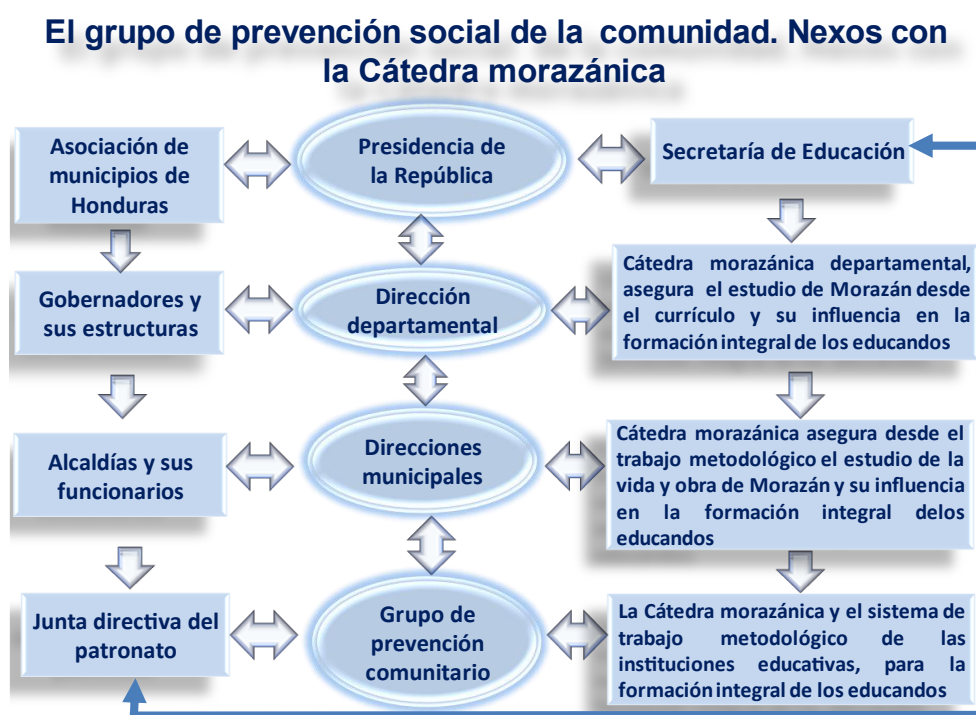 El grupo de prevención social de la comunidad. Nexos con
la Cátedra morazánica
Asociación de
municipios de
Honduras
Presidencia de
la República
Secretaría de Educación
Gobernadores y
sus estructuras
Dirección
departamental
Cátedra morazánica departamental,
asegura el estudio de Morazán desde
el currículo y su influencia en la
formación integral de los educandos
Alcaldías y sus
funcionarios
Direcciones
municipales
Cátedra morazánica asegura desde el
trabajo metodológico el estudio de la
vida y obra de Morazán y su influencia
en la formación integral delos
educandos
Junta directiva del
patronato
Grupo de
prevención
comunitario
La Cátedra morazánica y el sistema de
trabajo metodológico de las
instituciones educativas, para la
formación integral de los educandos